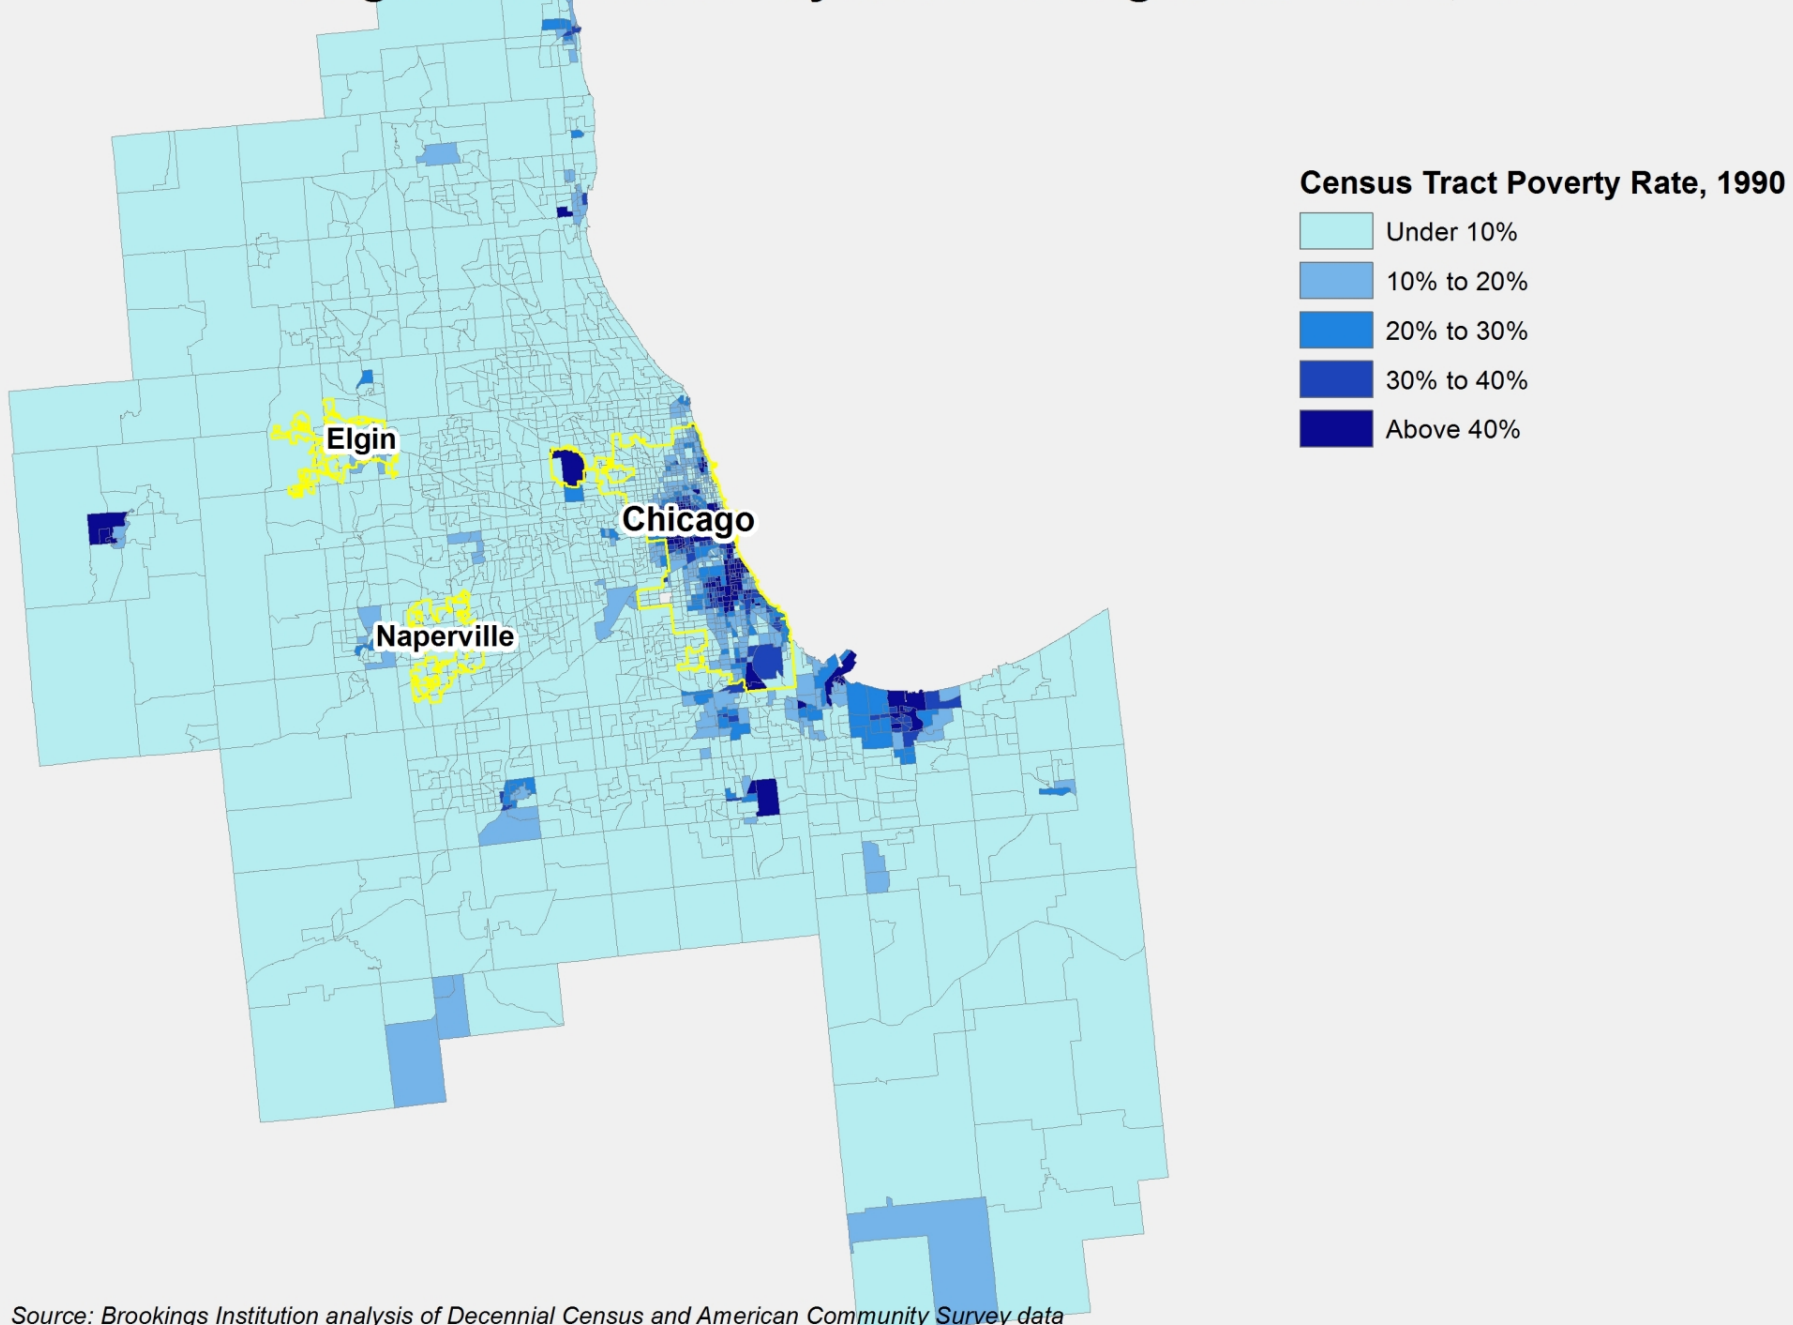 Census Tract Poverty Rate, 1990
Under 10%
10% to 20%
20% to 30%
30% to 40%
Above 40%
Elgin
Chicago
Naperville
Source: Brookings Institution analysis of Decennial Census and American Community Survey data